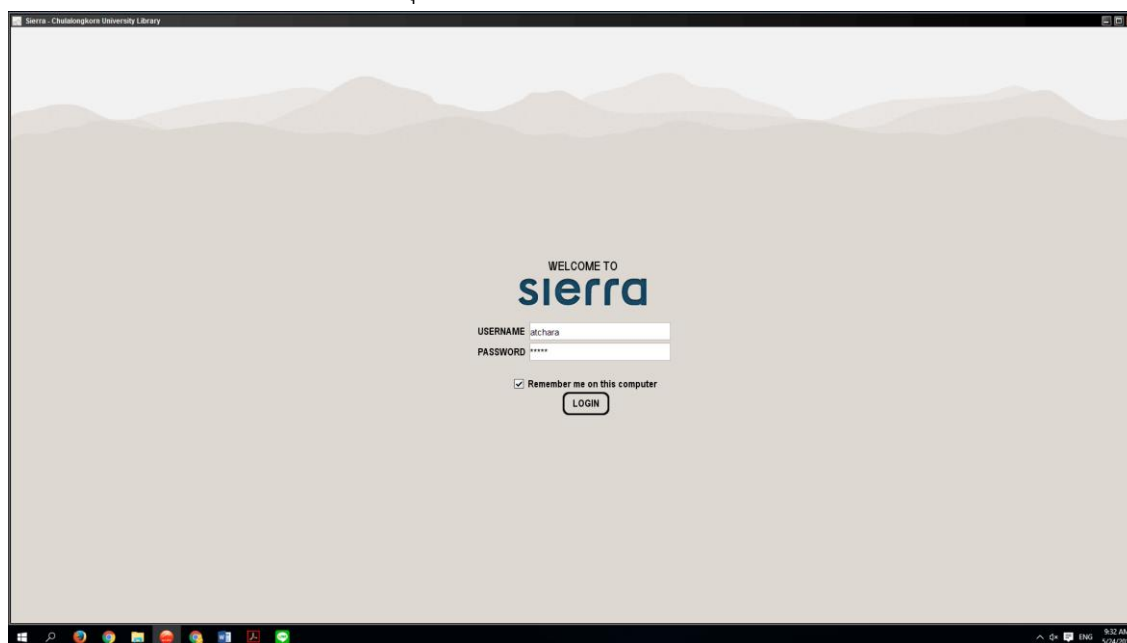 Sierra - Chulalongkorn University Library
WELCOME TO
sierra
USERNAME atchara
PASSWORD *****
Remember me on this computer
LOGIN
ENG
9:32 AM